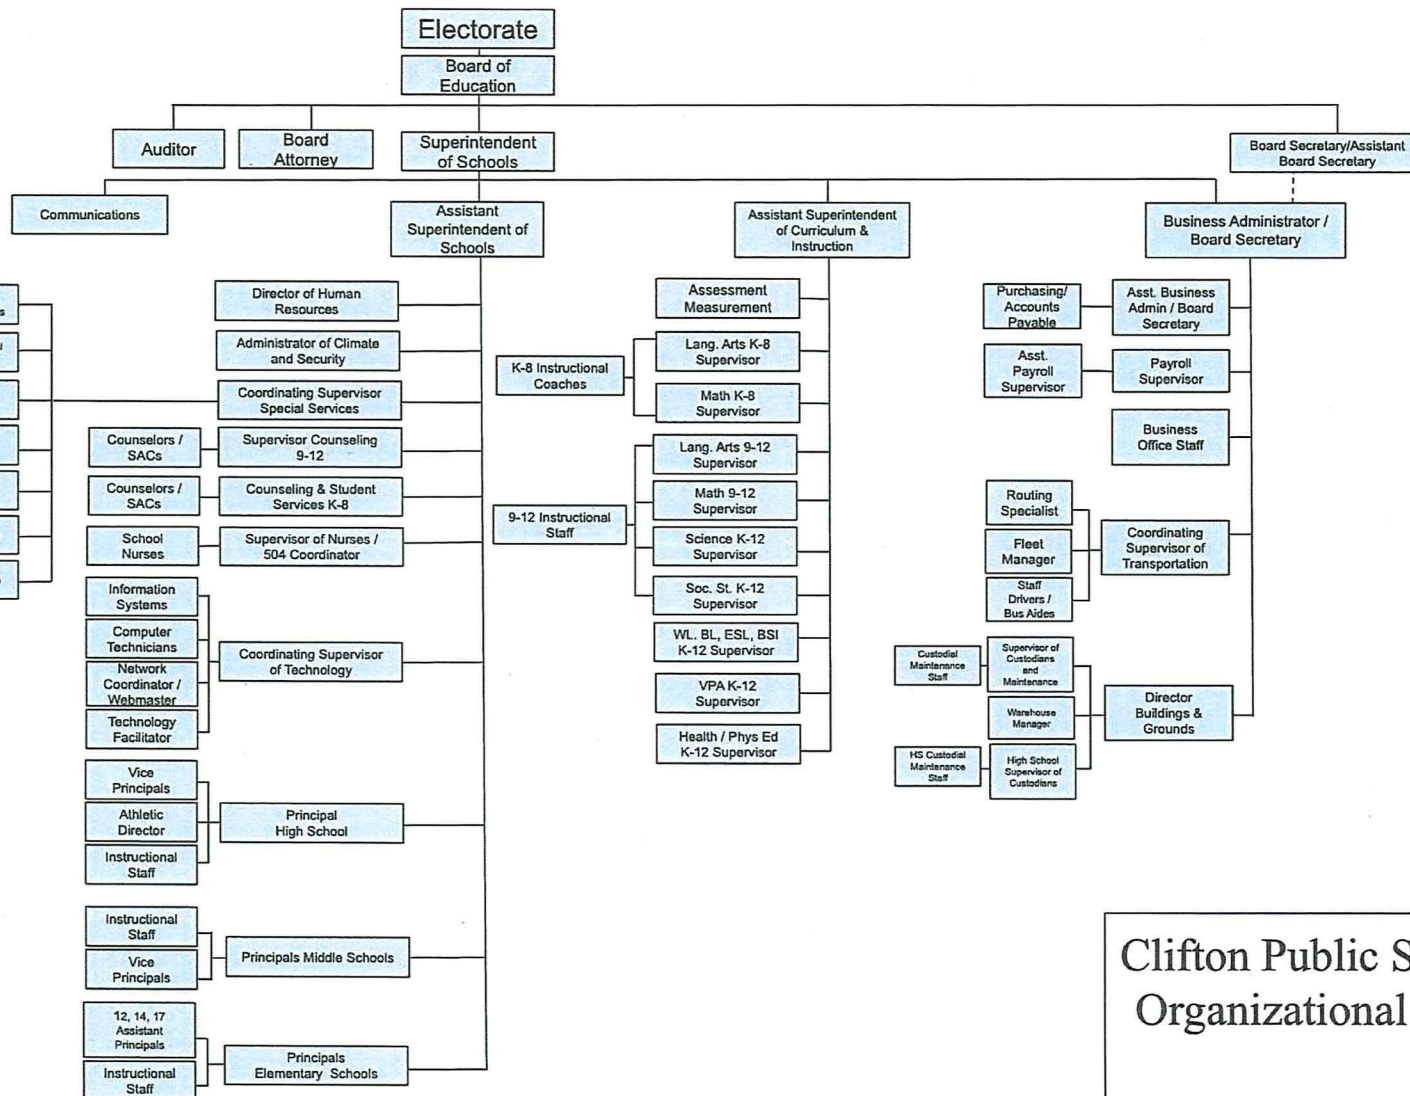 Electorate
Board of
Education
Auditor
Board
Attorney
Superintendent
of Schools
Board Secretary/Assistant
Board Secretary
Communications
Assistant
Superintendent of
Schools
Assistant Superintendent
of Curriculum &
Instruction
Business Administrator /
Board Secretary
Director of Human
Resources
Administrator of Climate
and Security
Coordinating Supervisor
Special Services
Counselors /
SACs
Supervisor Counseling
9-12
Counselors /
SACs
Counseling & Student
Services K-8
School
Nurses
Supervisor of Nurses /
504 Coordinator
Information
Systems
Computer
Technicians
Network
Coordinator /
Webmaster
Technology
Facilitator
Coordinating Supervisor
of Technology
Vice
Principals
Athletic
Director
Instructional
Staff
Principal
High School
Instructional
Staff
Vice
Principals
Principals Middle Schools
12, 14, 17
Assistant
Principals
Instructional
Staff
Principals
Elementary Schools
Assessment
Measurement
K-8 Instructional
Coaches
Lang. Arts K-8
Supervisor
Math K-8
Supervisor
9-12 Instructional
Staff
Lang. Arts 9-12
Supervisor
Math 9-12
Supervisor
Science K-12
Supervisor
Soc. St. K-12
Supervisor
WL. BL, ESL, BSI
K-12 Supervisor
VPA K-12
Supervisor
Health / Phys Ed
K-12 Supervisor
Purchasing/
Accounts
Payable
Asst. Business
Admin / Board
Secretary
Asst.
Payroll
Supervisor
Payroll
Supervisor
Business
Office Staff
Routing
Specialist
Fleet
Manager
Staff
Drivers /
Bus Aides
Coordinating
Supervisor of
Transportation
Custodial
Maintenance
Staff
Supervisor of
Custodians
and
Maintenance
Warehouse
Manager
HS Custodial
Maintenance
Staff
High School
Supervisor of
Custodians
Director
Buildings &
Grounds
Clifton Public S
Organizational